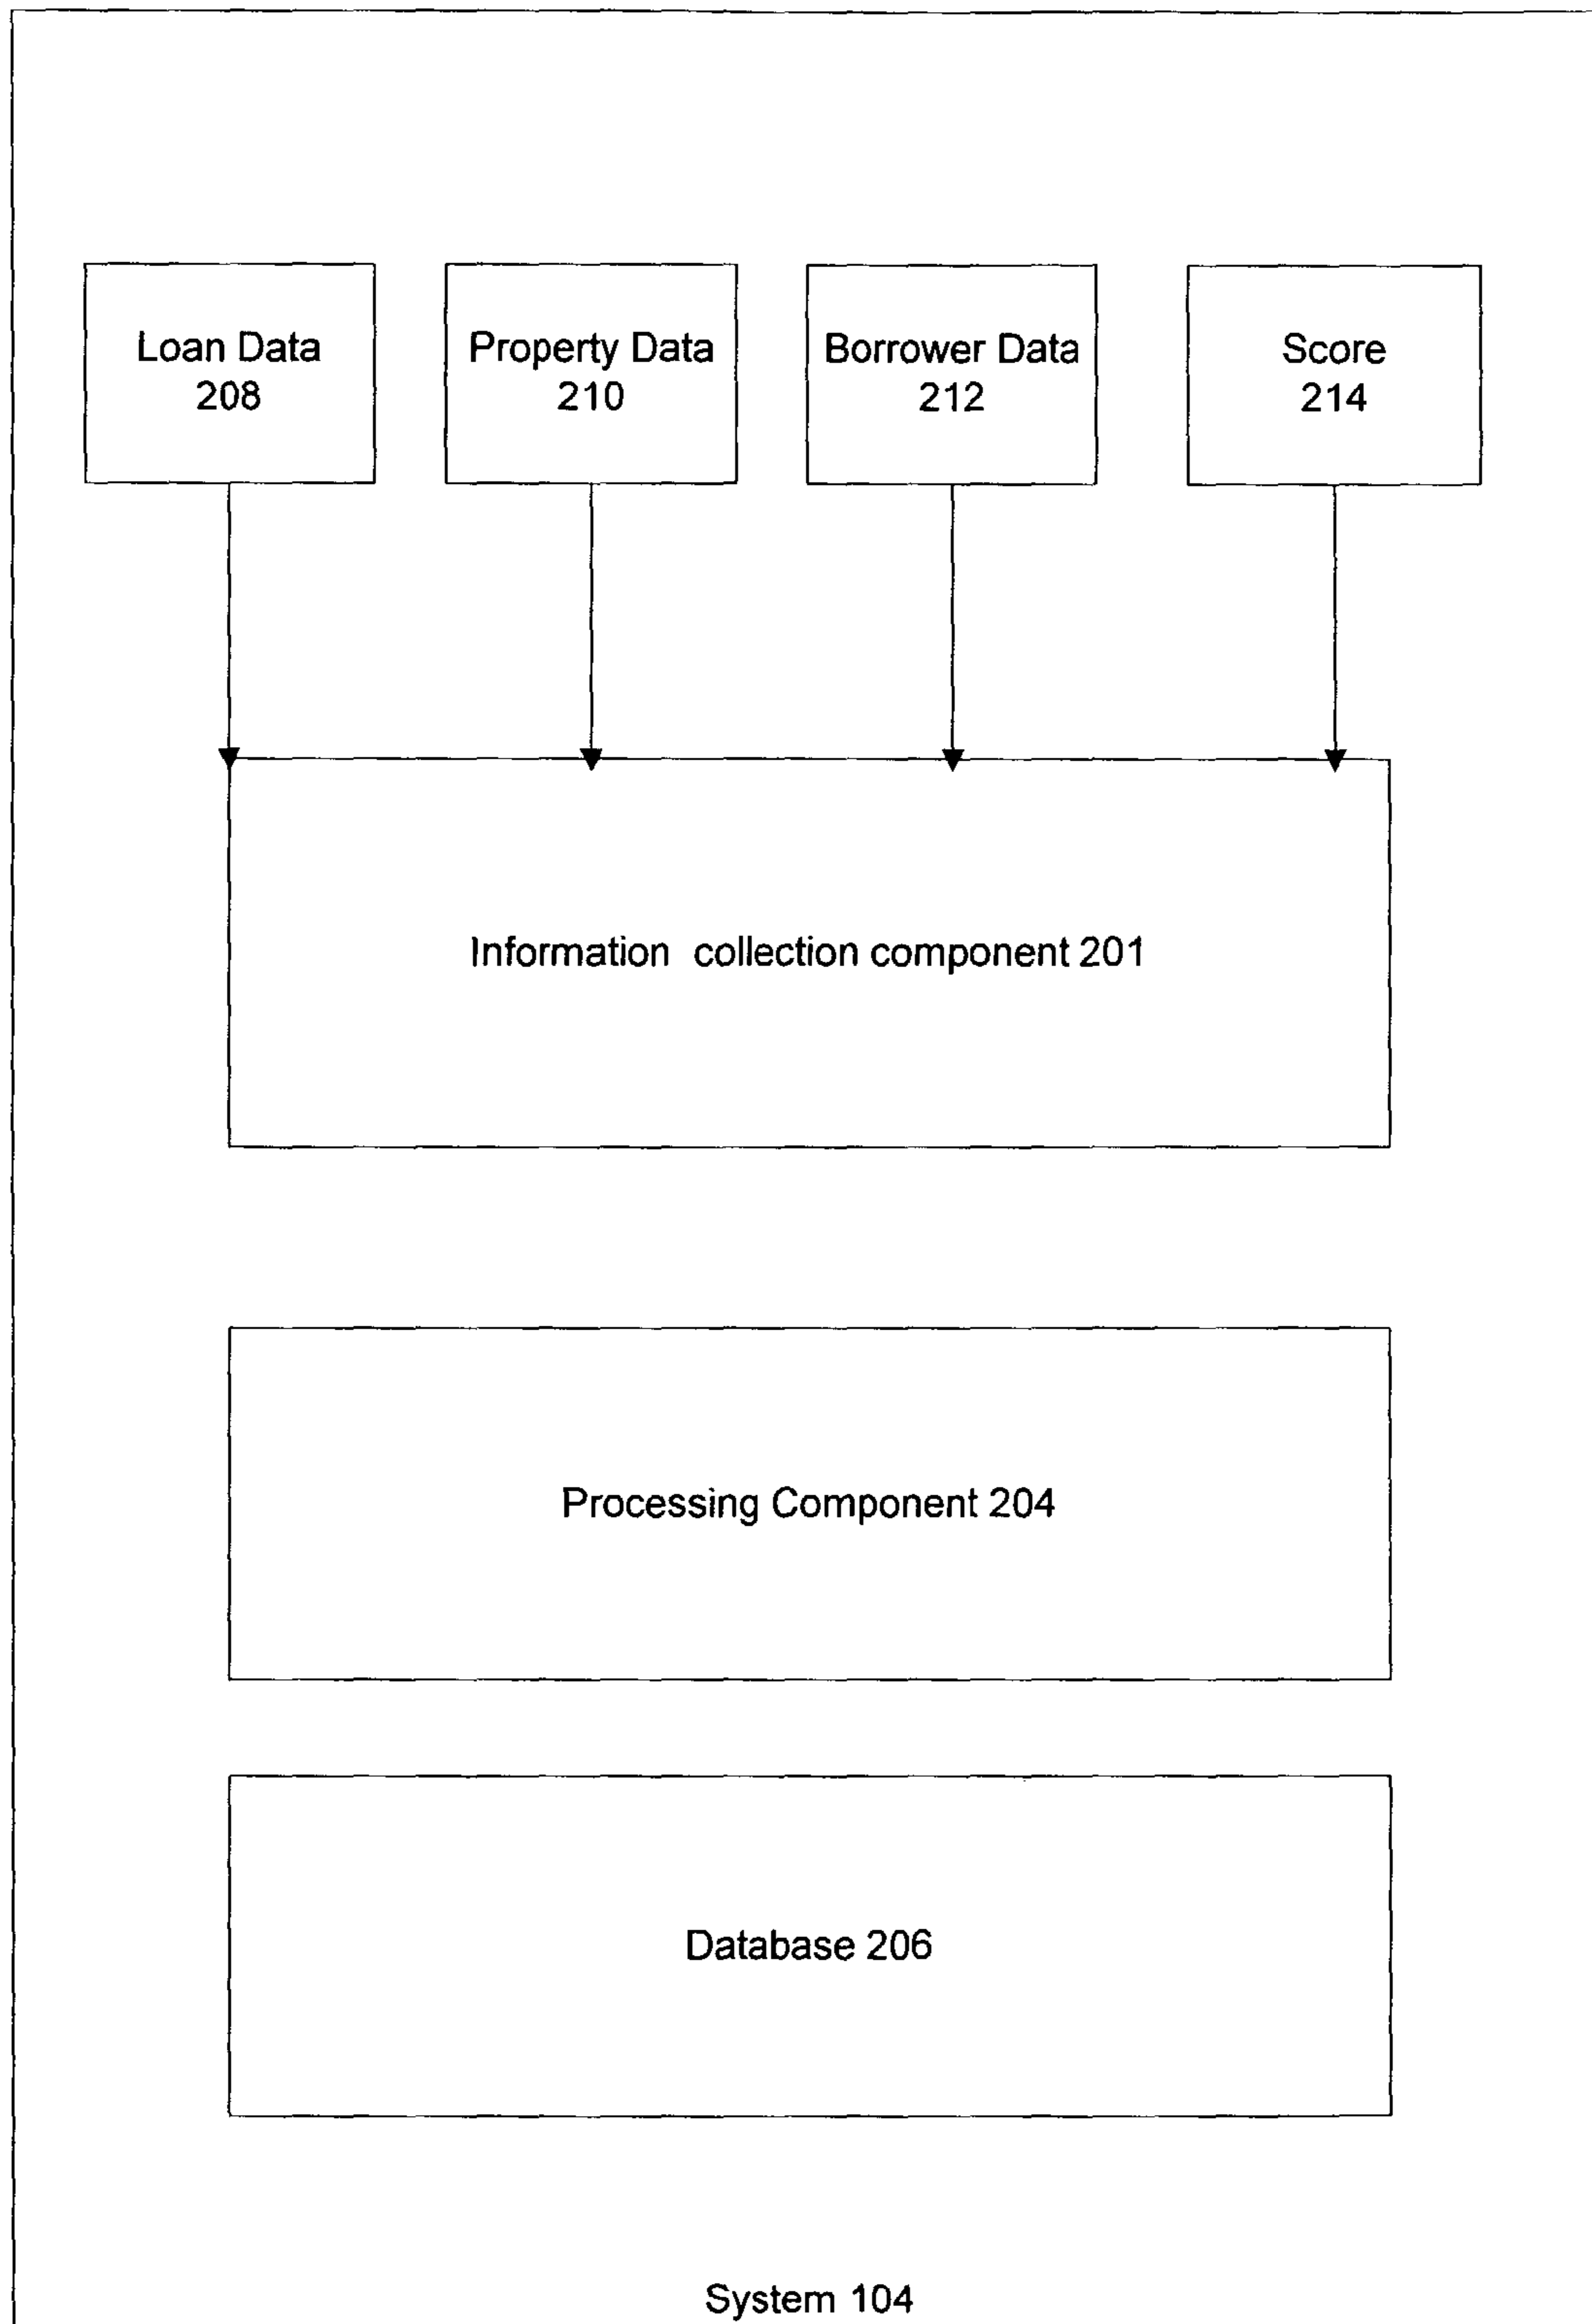 Loan Data
208
Property Data
210
Borrower Data
212
Score
214
Information collection component 201
Processing Component 204
Database 206
System 104